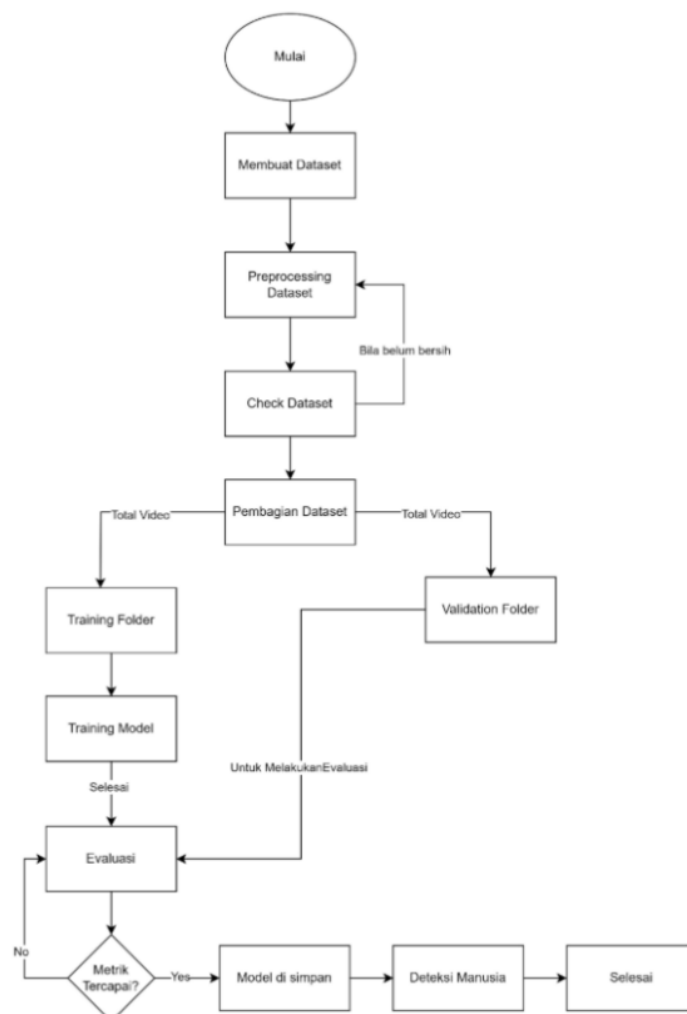 Mulai
Membuat Dataset
Preprocessing
Dataset
Bila belum bersih
Check Dataset
Total Video
Pembagian Dataset
Total Video
Training Folder
Validation Folder
Training Model
Untuk MelakukanEvaluasi
Selesai
Evaluasi
No
Metrik
Tercapai?
Yes
Model di simpan
Deteksi Manusia
Selesai